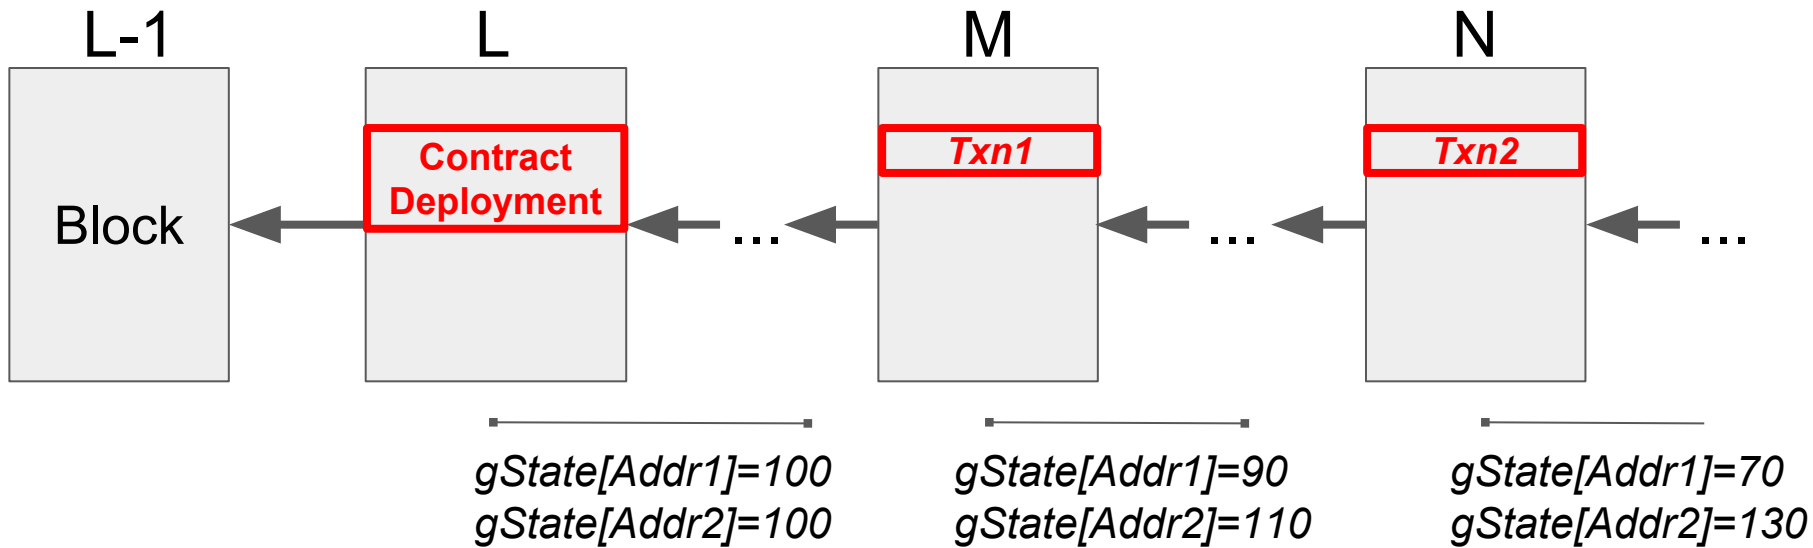 L-1
L
M
N
Block
Contract
Deployment
...
Txn1
...
Txn2
...
gState[Addr1]=100
gState[Addr2]=100
gState[Addr1]=90
gState[Addr2]=110
gState[Addr1]=70
gState[Addr2]=130